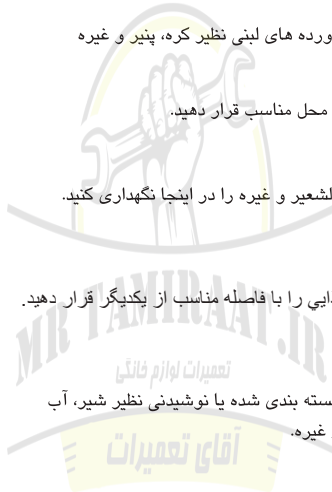 ورده های لبنی نظیر کره، پنیر و غیره
محل مناسب قرار دهید.
لشعیر و غیره را در اینجا نگهداری کنید.
ایی را با فاصله مناسب از یکدیگر قرار دهید.
MR TAMIRAAT.IR
تعمیرات لوازم خانگی
سته بندی شده یا نوشیدنی نظیر شیر، آب
غیره.
آقای تعمیرات